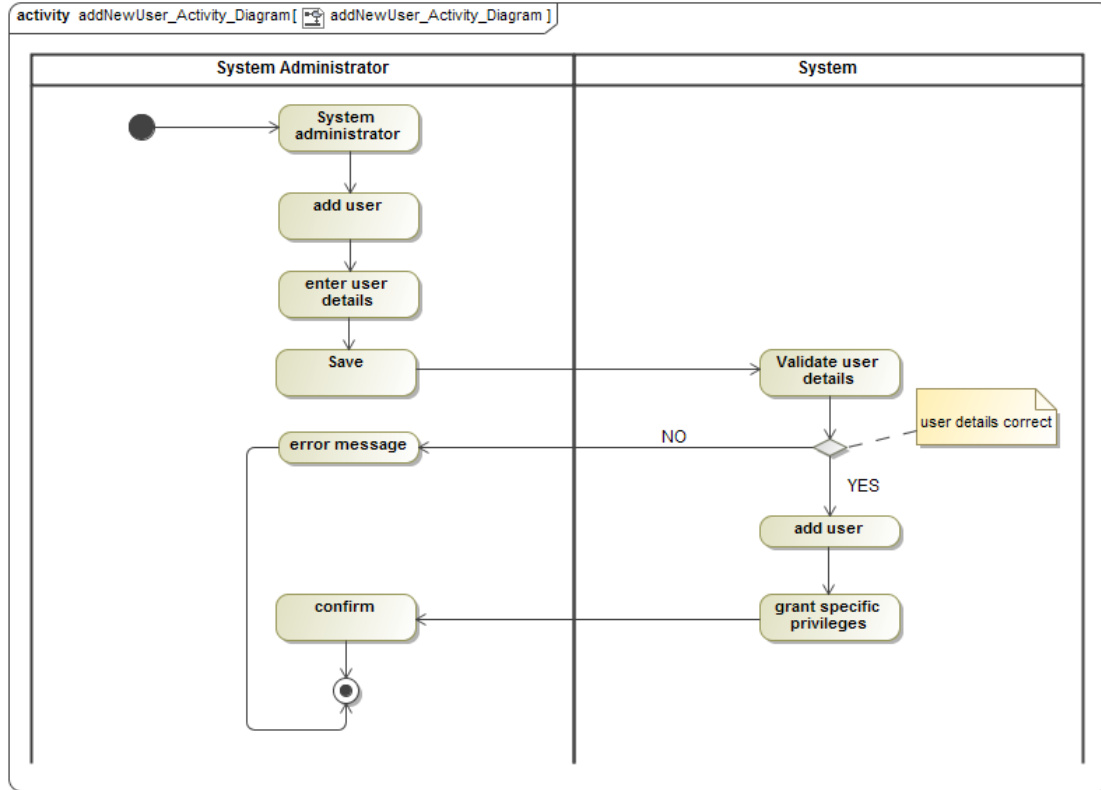 activity addNewUser_Activity_Diagram[ addNewUser_Activity_Diagram ]
System Administrator
System
System
administrator
add user
enter user
details
Save
Validate user
details
user details correct
error message
NO
YES
add user
confirm
grant specific
privileges